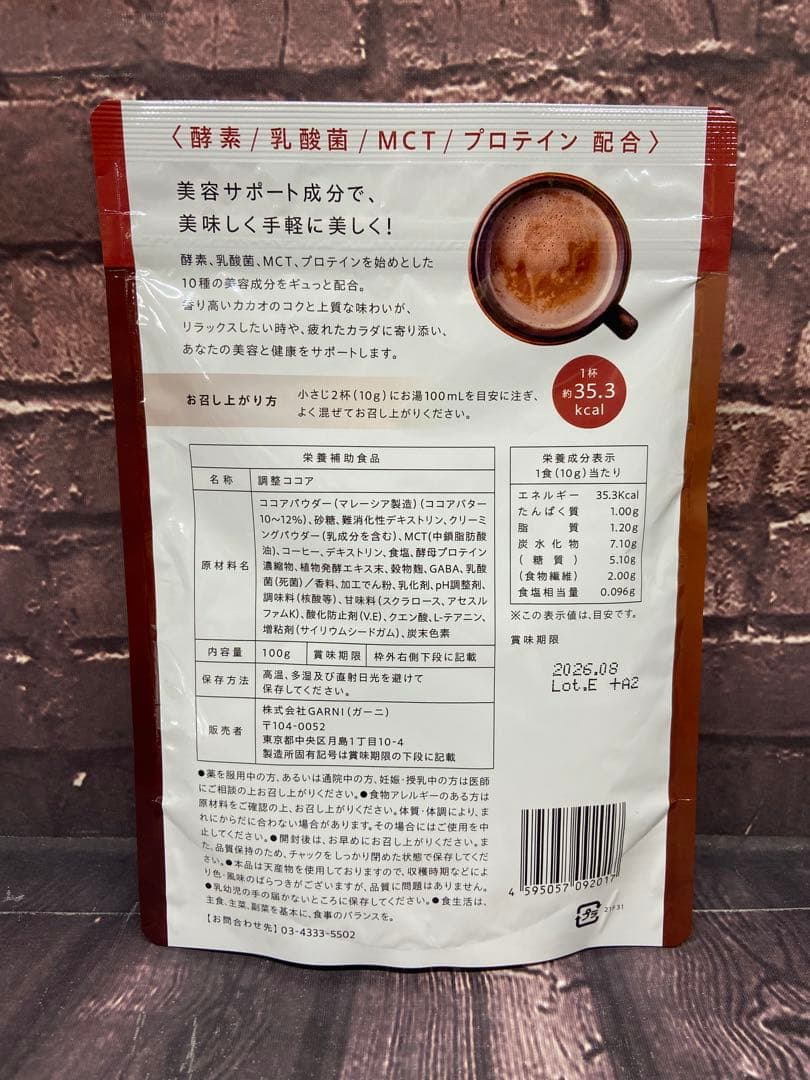 〈酵素/乳酸菌/MCT/プロテイン 配合〉
美容サポート成分で、
美味しく手軽に美しく!
酵素、乳酸菌、MCT、プロテインを始めとした
10種の美容成分をギュっと配合。
香り高いカカオのコクと上質な味わいが、
リラックスしたい時や、疲れたカラダに寄り添い、
あなたの美容と健康をサポートします。
お召し上がり方
小さじ2杯(10g)にお湯100mLを目安に注ぎ、
よく混ぜてお召し上がりください。
1杯
約35.3
kcal
栄養補助食品
名称 調整ココア
原材料名
ココアパウダー(マレーシア製造)(ココアバター
10~12%)、砂糖、難消化性デキストリン、クリーミ
ングパウダー(乳成分を含む)、MCT(中鎖脂肪酸
油)、コーヒー、デキストリン、食塩、酵母プロテイン
濃縮物、植物発酵エキス末、穀物麹、GABA、乳酸
菌(死菌)/香料、加工でん粉、乳化剤、pH調整剤、
調味料(核酸等)、甘味料(スクラロース、アセスル
ファムK)、酸化防止剤(V.E)、クエン酸、L-テアニン、
増粘剤(サイリウムシードガム)、炭末色素
内容量 100g 賞味期限 枠外右側下段に記載
保存方法
高温、多湿及び直射日光を避けて
保存してください。
販売者
株式会社GARNI(ガーニ)
〒104-0052
東京都中央区月島1丁目10-4
製造所固有記号は賞味期限の下段に記載
栄養成分表示
1食(10g)当たり
エネルギー 35.3Kcal
たんぱく質 1.00g
脂質 1.20g
炭水化物 7.10g
(糖質) 5.10g
(食物繊維) 2.00g
食塩相当量 0.096g
※この表示値は、目安です。
賞味期限
2026.08
Lot.E +A2
●薬を服用中の方、あるいは通院中の方、妊娠・授乳中の方は医師
にご相談の上お召し上がりください。●食物アレルギーのある方は
原材料をご確認の上、お召し上がりください。体質・体調により、ま
れにからだに合わない場合があります。その場合にはご使用を中
止してください。●開封後は、お早めにお召し上がりください。ま
た、品質保持のため、チャックをしっかり閉めた状態で保存してくだ
さい。●本品は天産物を使用しておりますので、収穫時期などによ
り色・風味のばらつきがございますが、品質に問題はありません。
●乳幼児の手の届かないところに保存してください。●食生活は、
主食、主菜、副菜を基本に、食事のバランスを。
【お問合わせ先】03-4333-5502
4 595057 092017
プラ
21F31